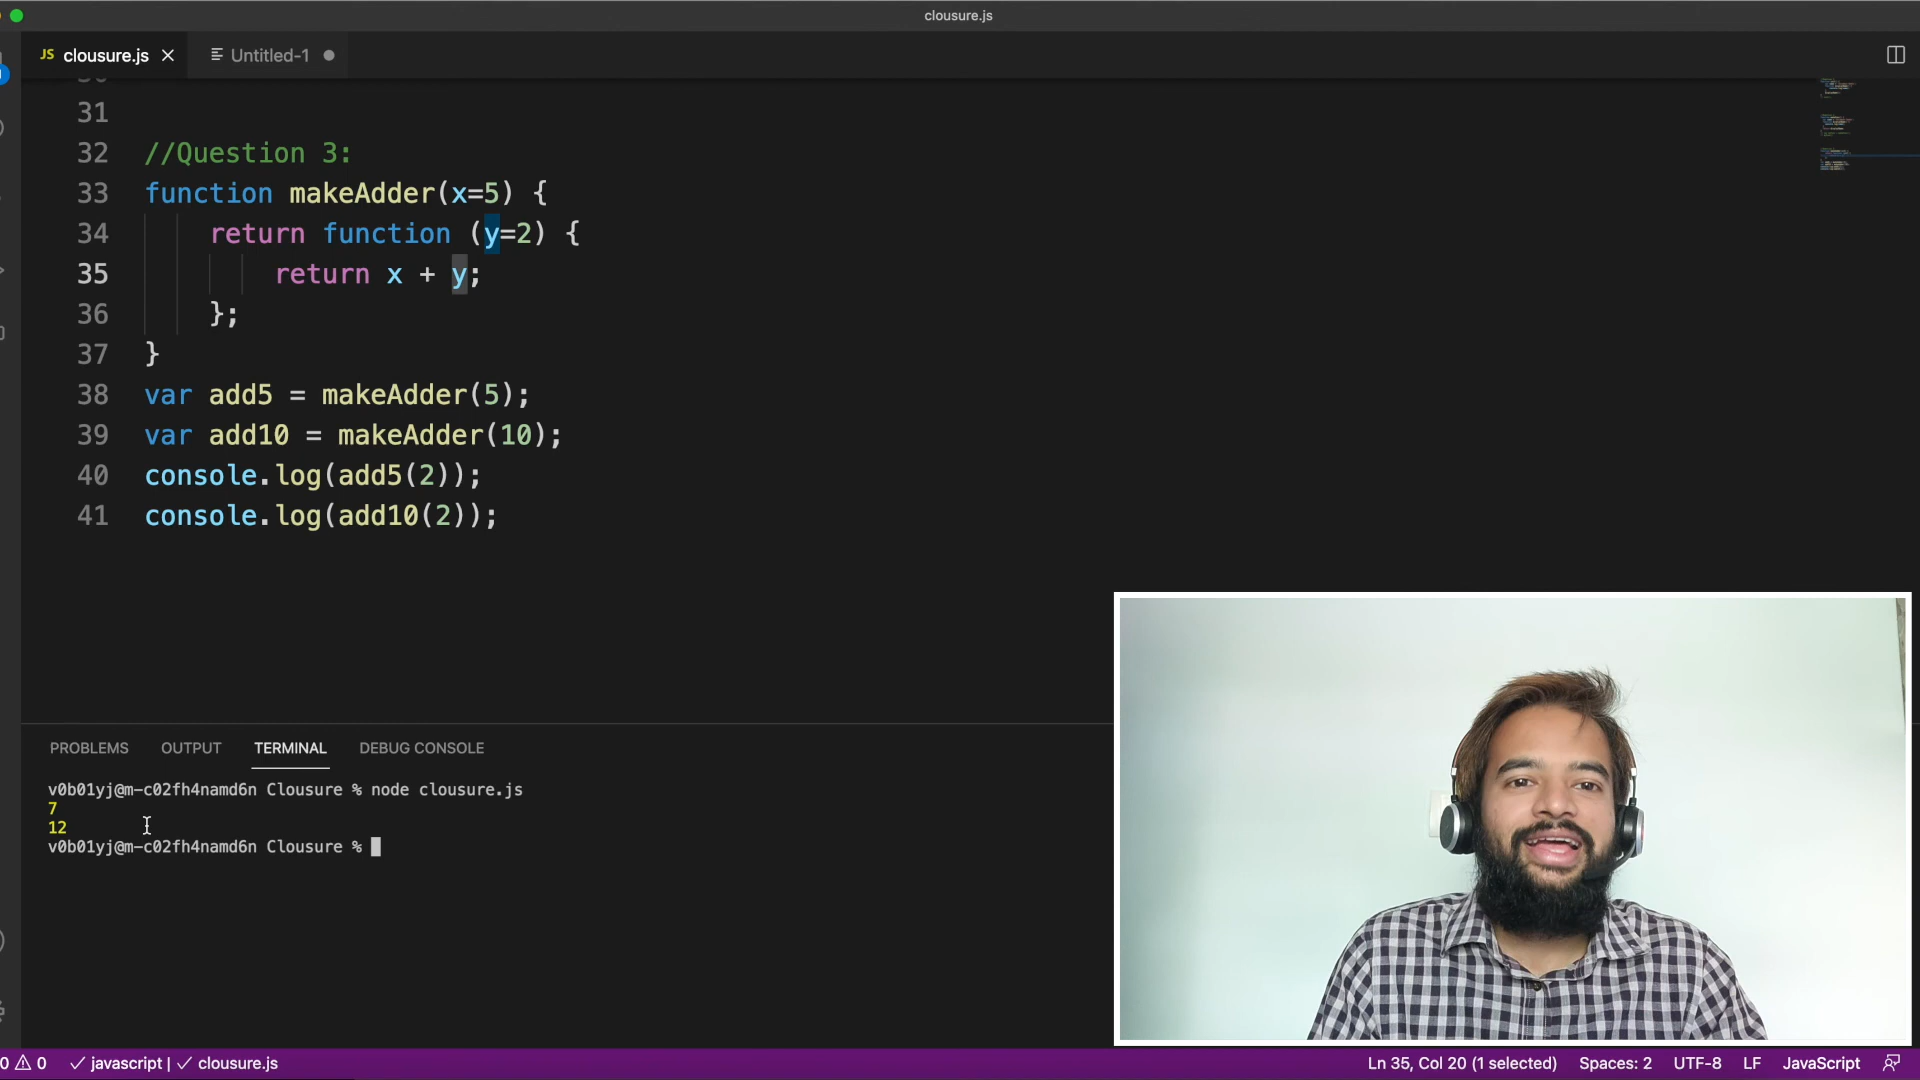 clousure.js
JS clousure.js
Untitled-1
31
32 //Question 3:
33 function makeAdder(x=5) {
34 return function (y=2) {
35 return x + y;
36 };
37 }
38 var add5 = makeAdder(5);
39 var add10 = makeAdder(10);
40 console.log(add5(2));
41 console.log(add10(2));
PROBLEMS OUTPUT TERMINAL DEBUG CONSOLE
v0b01yj@m-c02fh4namd6n Clousure % node clousure.js
7
12
v0b01yj@m-c02fh4namd6n Clousure %
0 0 javascript | clousure.js Ln 35, Col 20 (1 selected) Spaces: 2 UTF-8 LF JavaScript